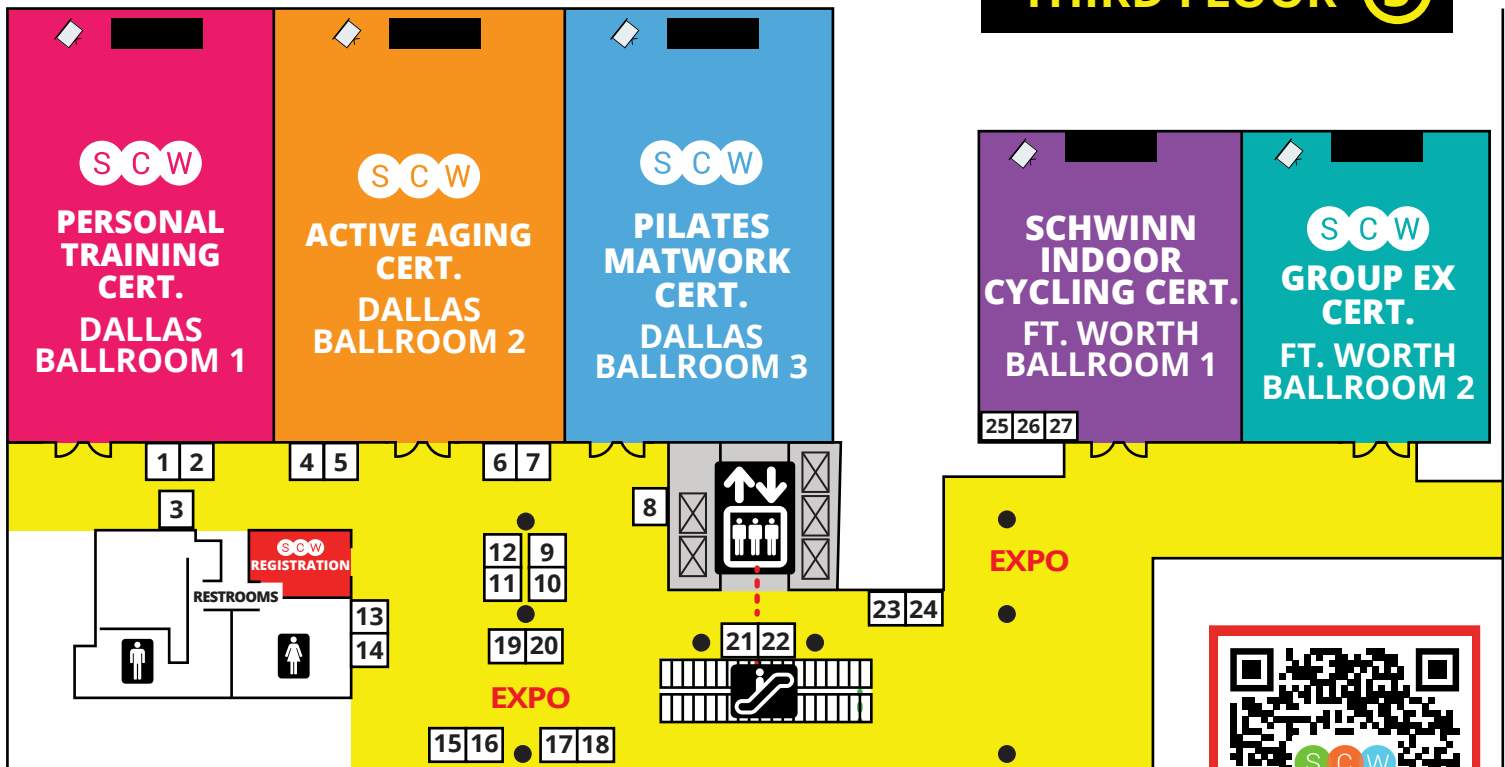 THIRD FLOOR 3
SCW
PERSONAL
TRAINING
CERT.
DALLAS
BALLROOM 1
SCW
ACTIVE AGING
CERT.
DALLAS
BALLROOM 2
SCW
PILATES
MATWORK
CERT.
DALLAS
BALLROOM 3
SCHWINN
INDOOR
CYCLING CERT.
FT. WORTH
BALLROOM 1
SCW
GROUP EX
CERT.
FT. WORTH
BALLROOM 2
25 26 27
1 2
4 5
6 7
3
8
SCW
REGISTRATION
RESTROOMS
12 9
11 10
EXPO
13
14
19 20
21 22
23 24
EXPO
15 16
17 18
SCW